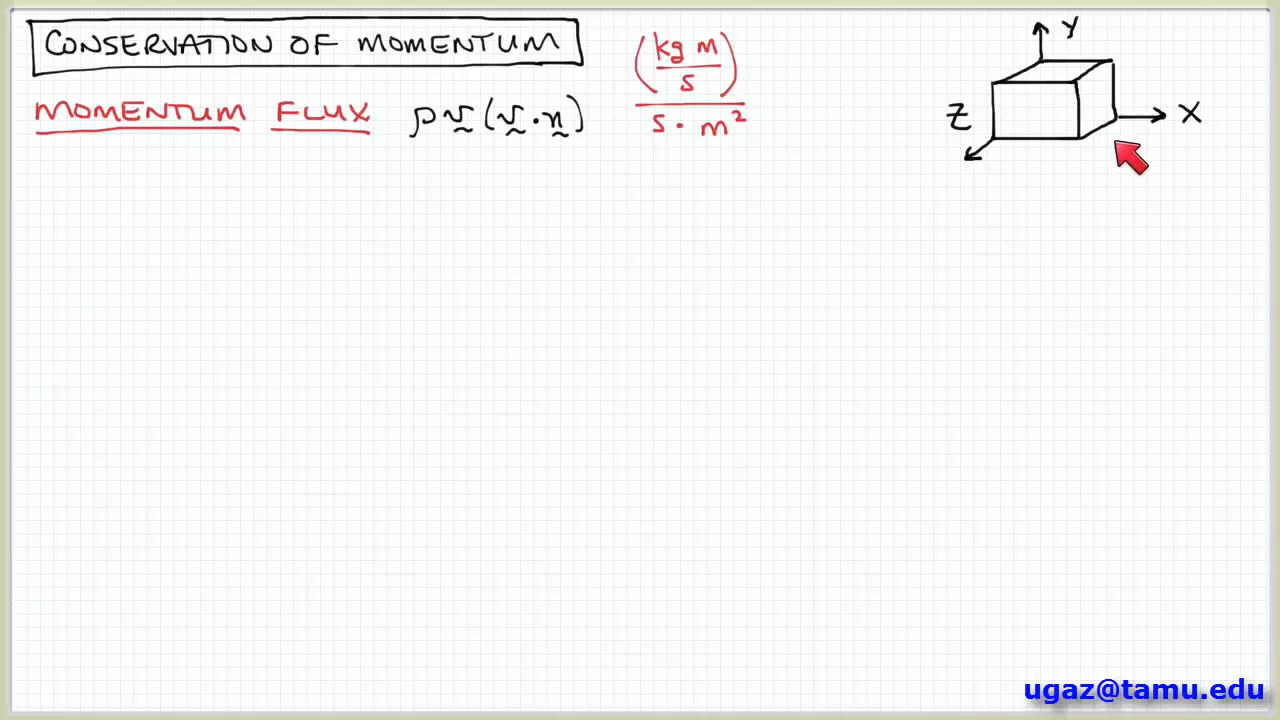 CONSERVATION OF MOMENTUM
MOMENTUM FLUX ρv(v·n) (kg m/s)/(s·m²)
Y
Z X
ugaz@tamu.edu